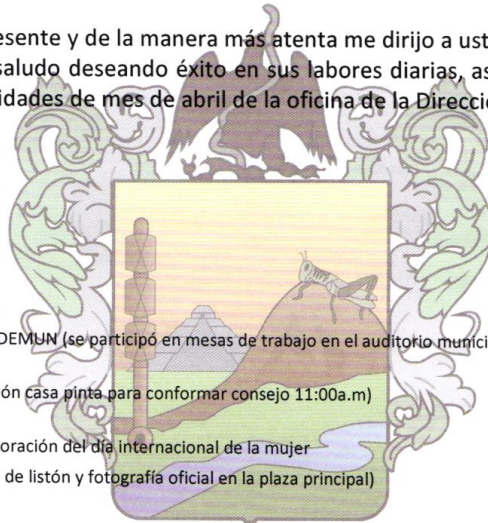 esente y de la manera más atenta me dirijo a ust
saludo deseando éxito en sus labores diarias, as
idades de mes de abril de la oficina de la Direcci
DEMUN (se participó en mesas de trabajo en el auditorio munici
ón casa pinta para conformar consejo 11:00a.m)
oración del día internacional de la mujer
de listón y fotografía oficial en la plaza principal)